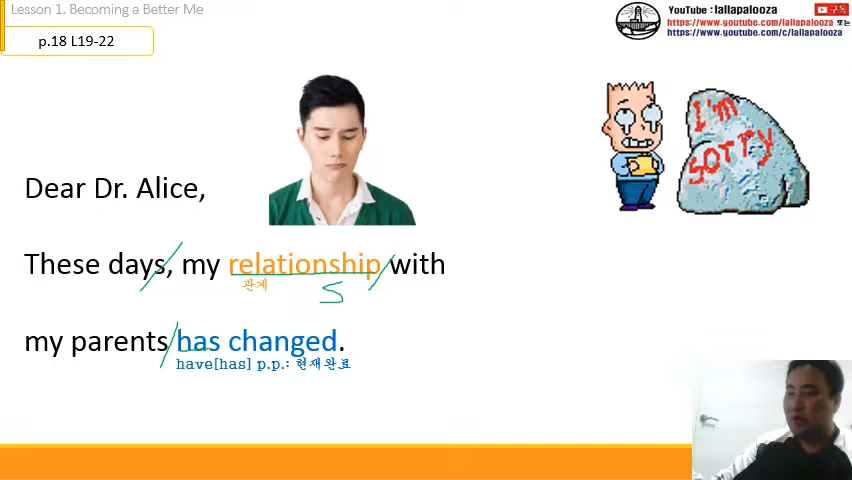 Lesson 1. Becoming a Better Me
YouTube : lallapalooza
구독
https://www.youtube.com/lallapalooza 또는
https://www.youtube.com/c/lallapalooza
p.18 L19-22
I'm
sorry
Dear Dr. Alice,
These days, my relationship with
관계
S
my parents has changed.
have[has] p.p.: 현재완료